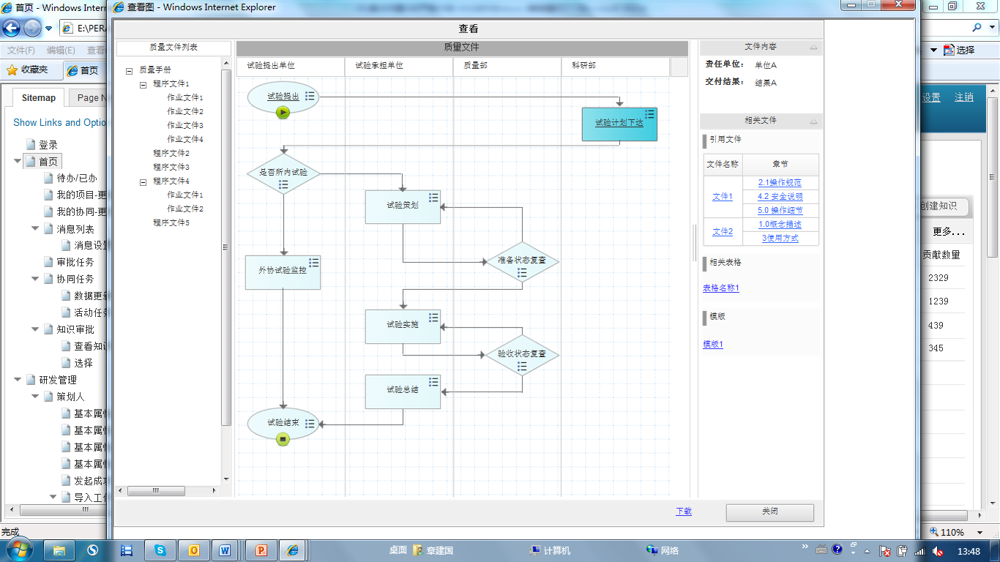 首页 - Windows Inter
查看图 - Windows Internet Explorer
E:\PERA
文件(F) 编辑(E) 查看
收藏夹 首页
选择
Sitemap Page N
Show Links and Optio
登录
首页
待办/已办
我的项目-更
我的协同-更
消息列表
消息设置
审批任务
协同任务
数据更新
活动任务
知识审批
查看知识
选择
研发管理
策划人
基本属性
基本属性
基本属性
基本属性
发起成功
导入工作
完成
查看
质量文件列表
质量手册
程序文件1
作业文件1
作业文件2
作业文件3
作业文件4
程序文件2
程序文件3
程序文件4
作业文件1
作业文件2
程序文件5
质量文件
试验提出单位 试验承担单位 质量部 科研部
试验提出
试验计划下达
是否所内试验
试验策划
准备状态复查
外协试验监控
试验实施
验收状态复查
试验总结
试验结束
文件内容
责任单位: 单位A
交付结果: 结果A
相关文件
引用文件
文件名称 章节
文件1
2.1操作规范
4.2 安全说明
5.0 操作细节
文件2
1.0概念描述
3使用方式
相关表格
表格名称1
模版
模版1
下载
关闭
设置 注销
创建知识
更多...
贡献数量
2329
1239
439
345
110%
桌面 章建国 计算机 网络
13:48